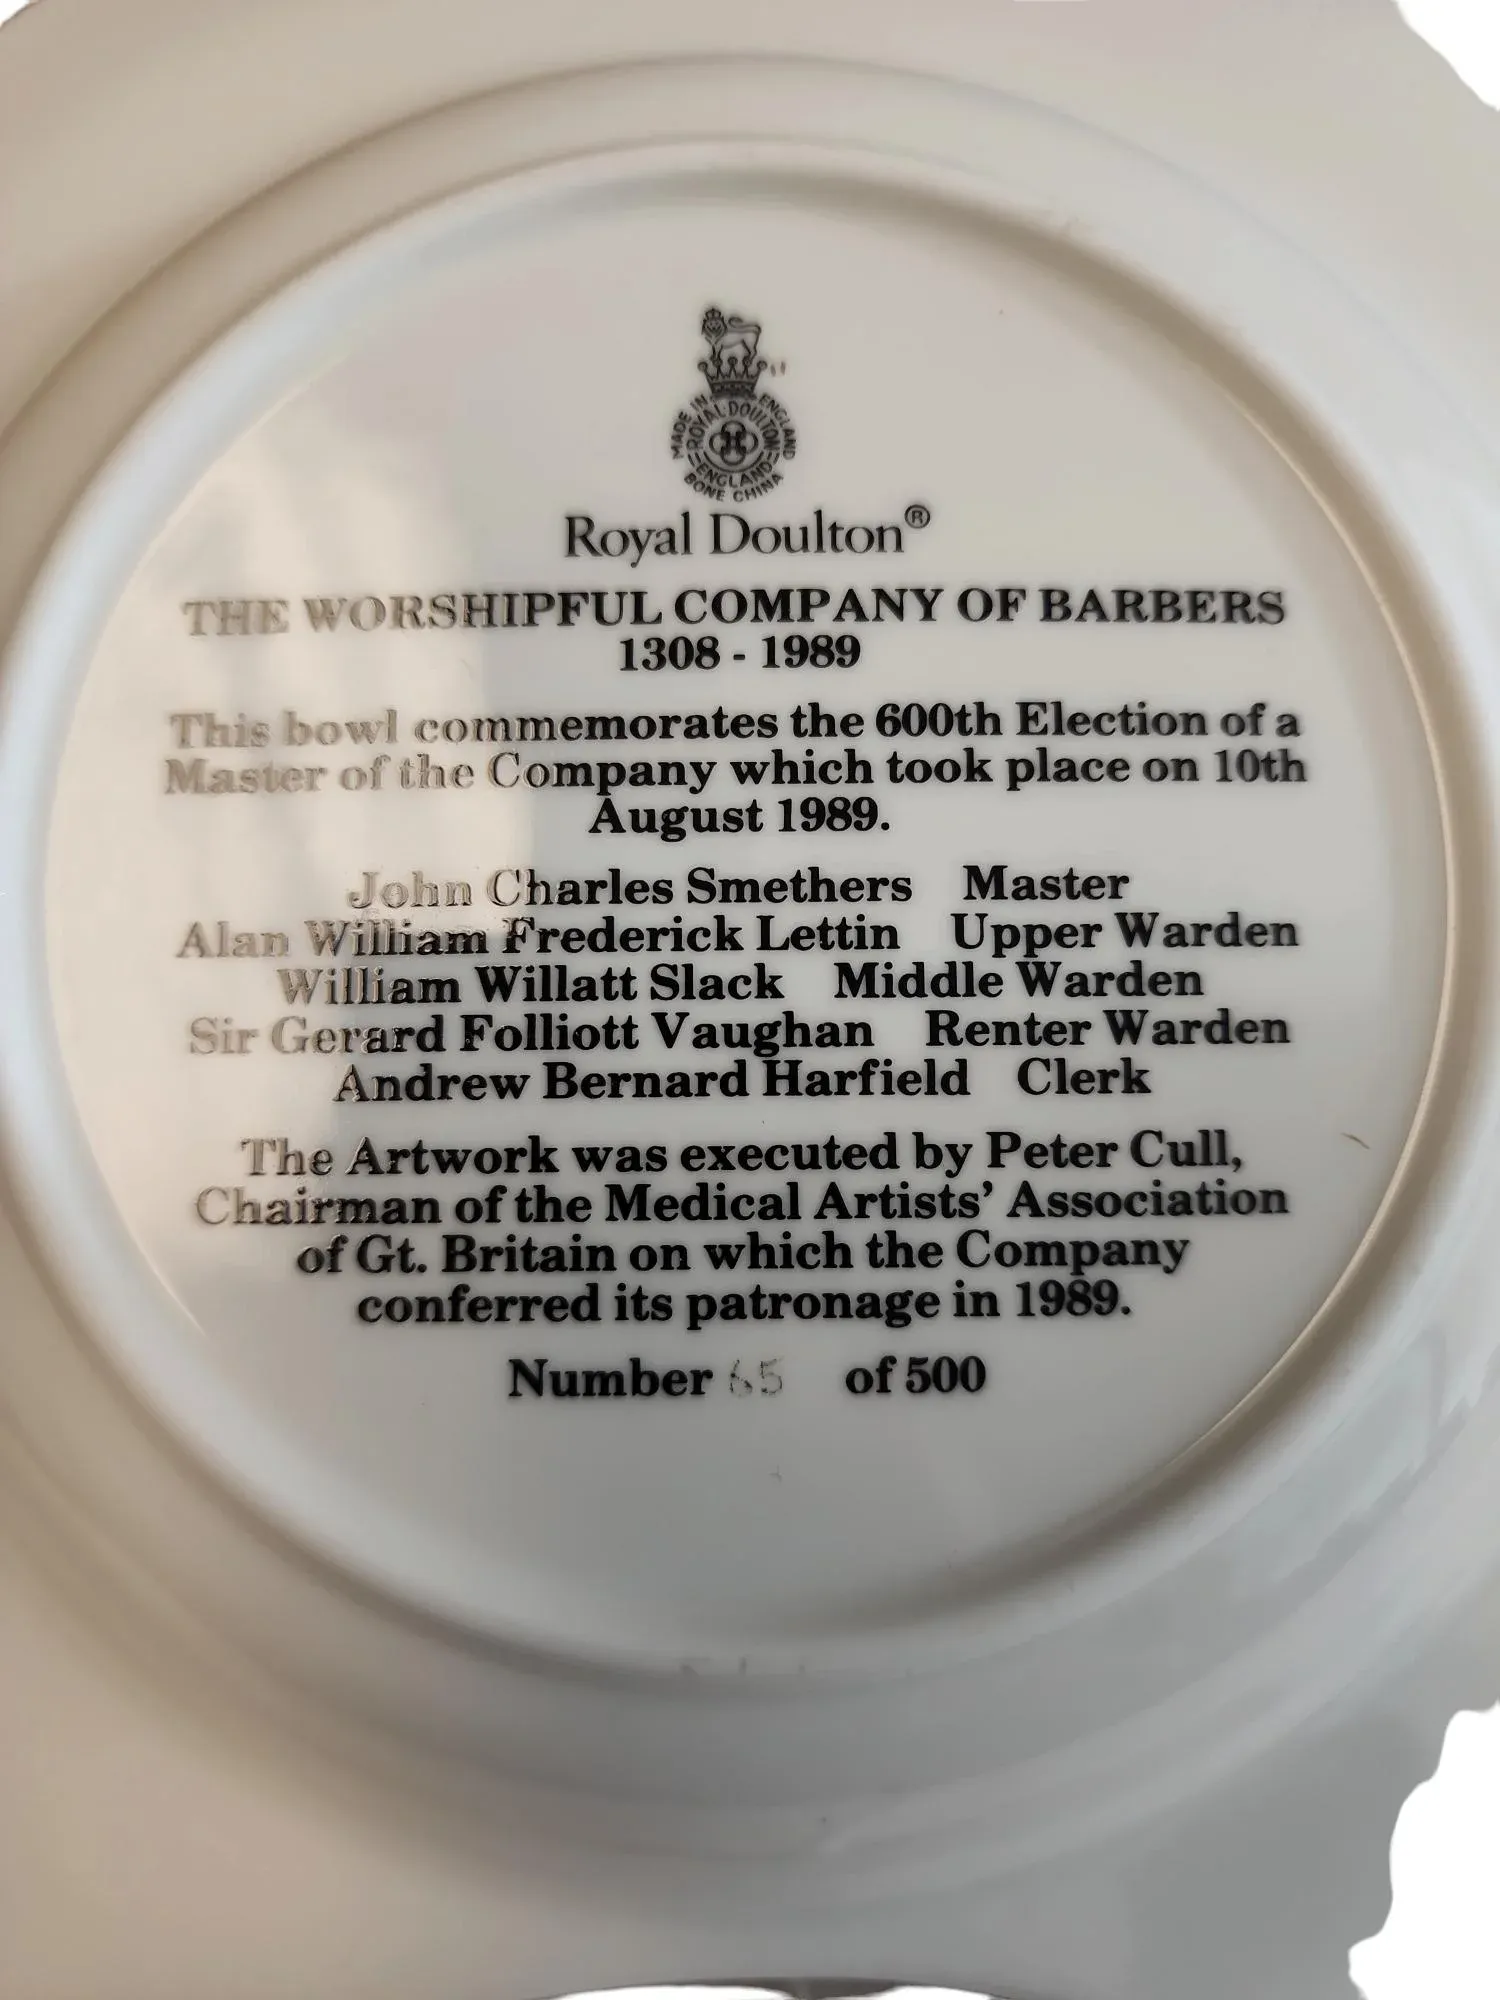 MADE IN ENGLAND
ROYAL DOULTON
ENGLAND
BONE CHINA
Royal Doulton®
THE WORSHIPFUL COMPANY OF BARBERS
1308 - 1989
This bowl commemorates the 600th Election of a
Master of the Company which took place on 10th
August 1989.
John Charles Smethers Master
Alan William Frederick Lettin Upper Warden
William Willatt Slack Middle Warden
Sir Gerard Folliott Vaughan Renter Warden
Andrew Bernard Harfield Clerk
The Artwork was executed by Peter Cull,
Chairman of the Medical Artists’ Association
of Gt. Britain on which the Company
conferred its patronage in 1989.
Number 65 of 500